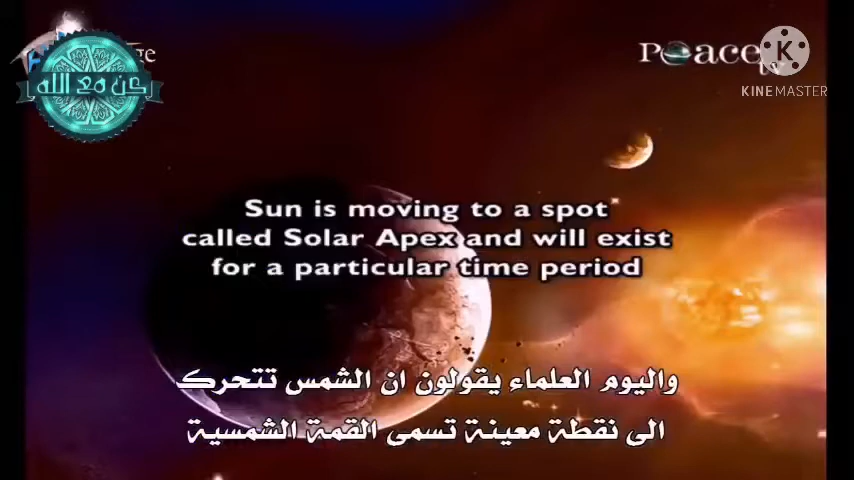 كن مع الله
Peace
tv
KINEMASTER
Sun is moving to a spot
called Solar Apex and will exist
for a particular time period
واليوم العلماء يقولون ان الشمس تتحرك
الى نقطة معينة تسمى القمة الشمسية